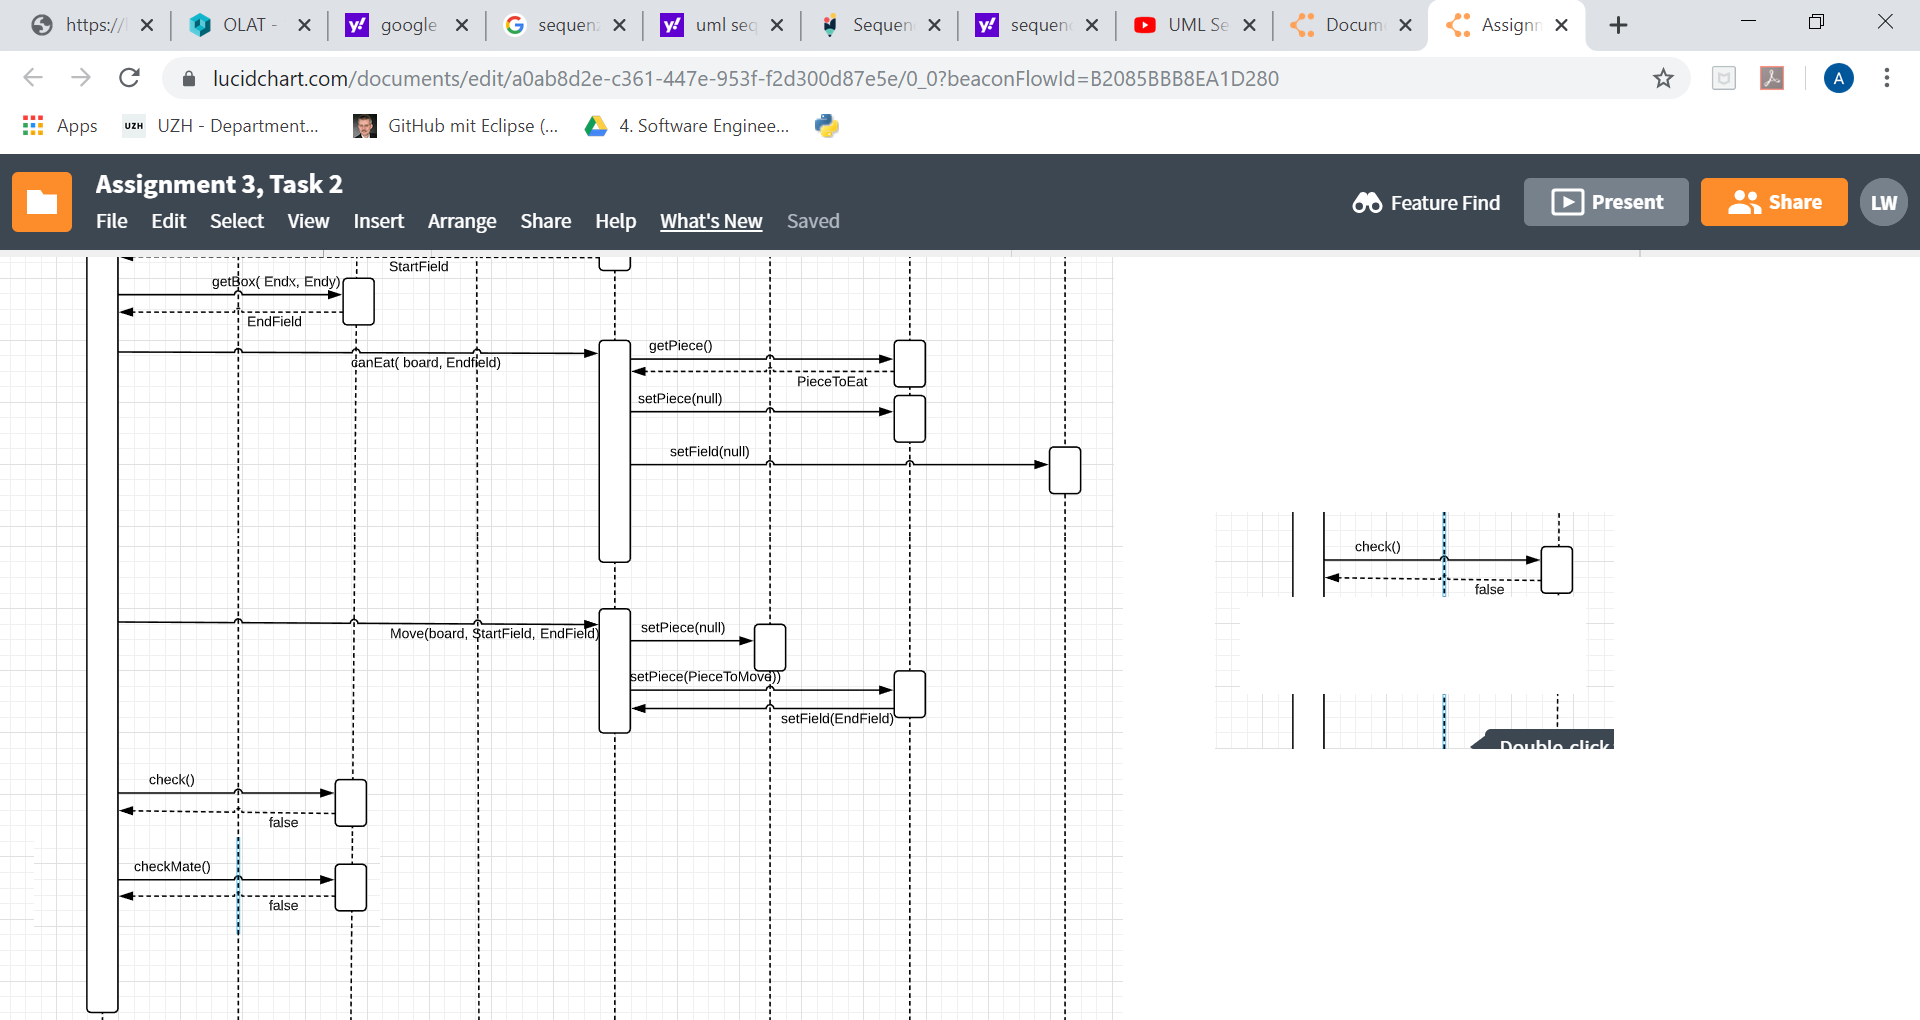 https://
OLAT -
google
sequenz
uml seq
Sequen
sequenc
UML Se
Docum
Assignm
lucidchart.com/documents/edit/a0ab8d2e-c361-447e-953f-f2d300d87e5e/0_0?beaconFlowId=B2085BBB8EA1D280
A
Apps
UZH
UZH - Department...
GitHub mit Eclipse (...
4. Software Enginee...
Assignment 3, Task 2
File Edit Select View Insert Arrange Share Help What's New Saved
Feature Find
Present
Share
LW
StartField
getBox( Endx, Endy)
EndField
canEat( board, Endfield)
getPiece()
PieceToEat
setPiece(null)
setField(null)
Move(board, StartField, EndField)
setPiece(null)
setPiece(PieceToMove))
setField(EndField)
check()
false
checkMate()
false
check()
false
Double-click